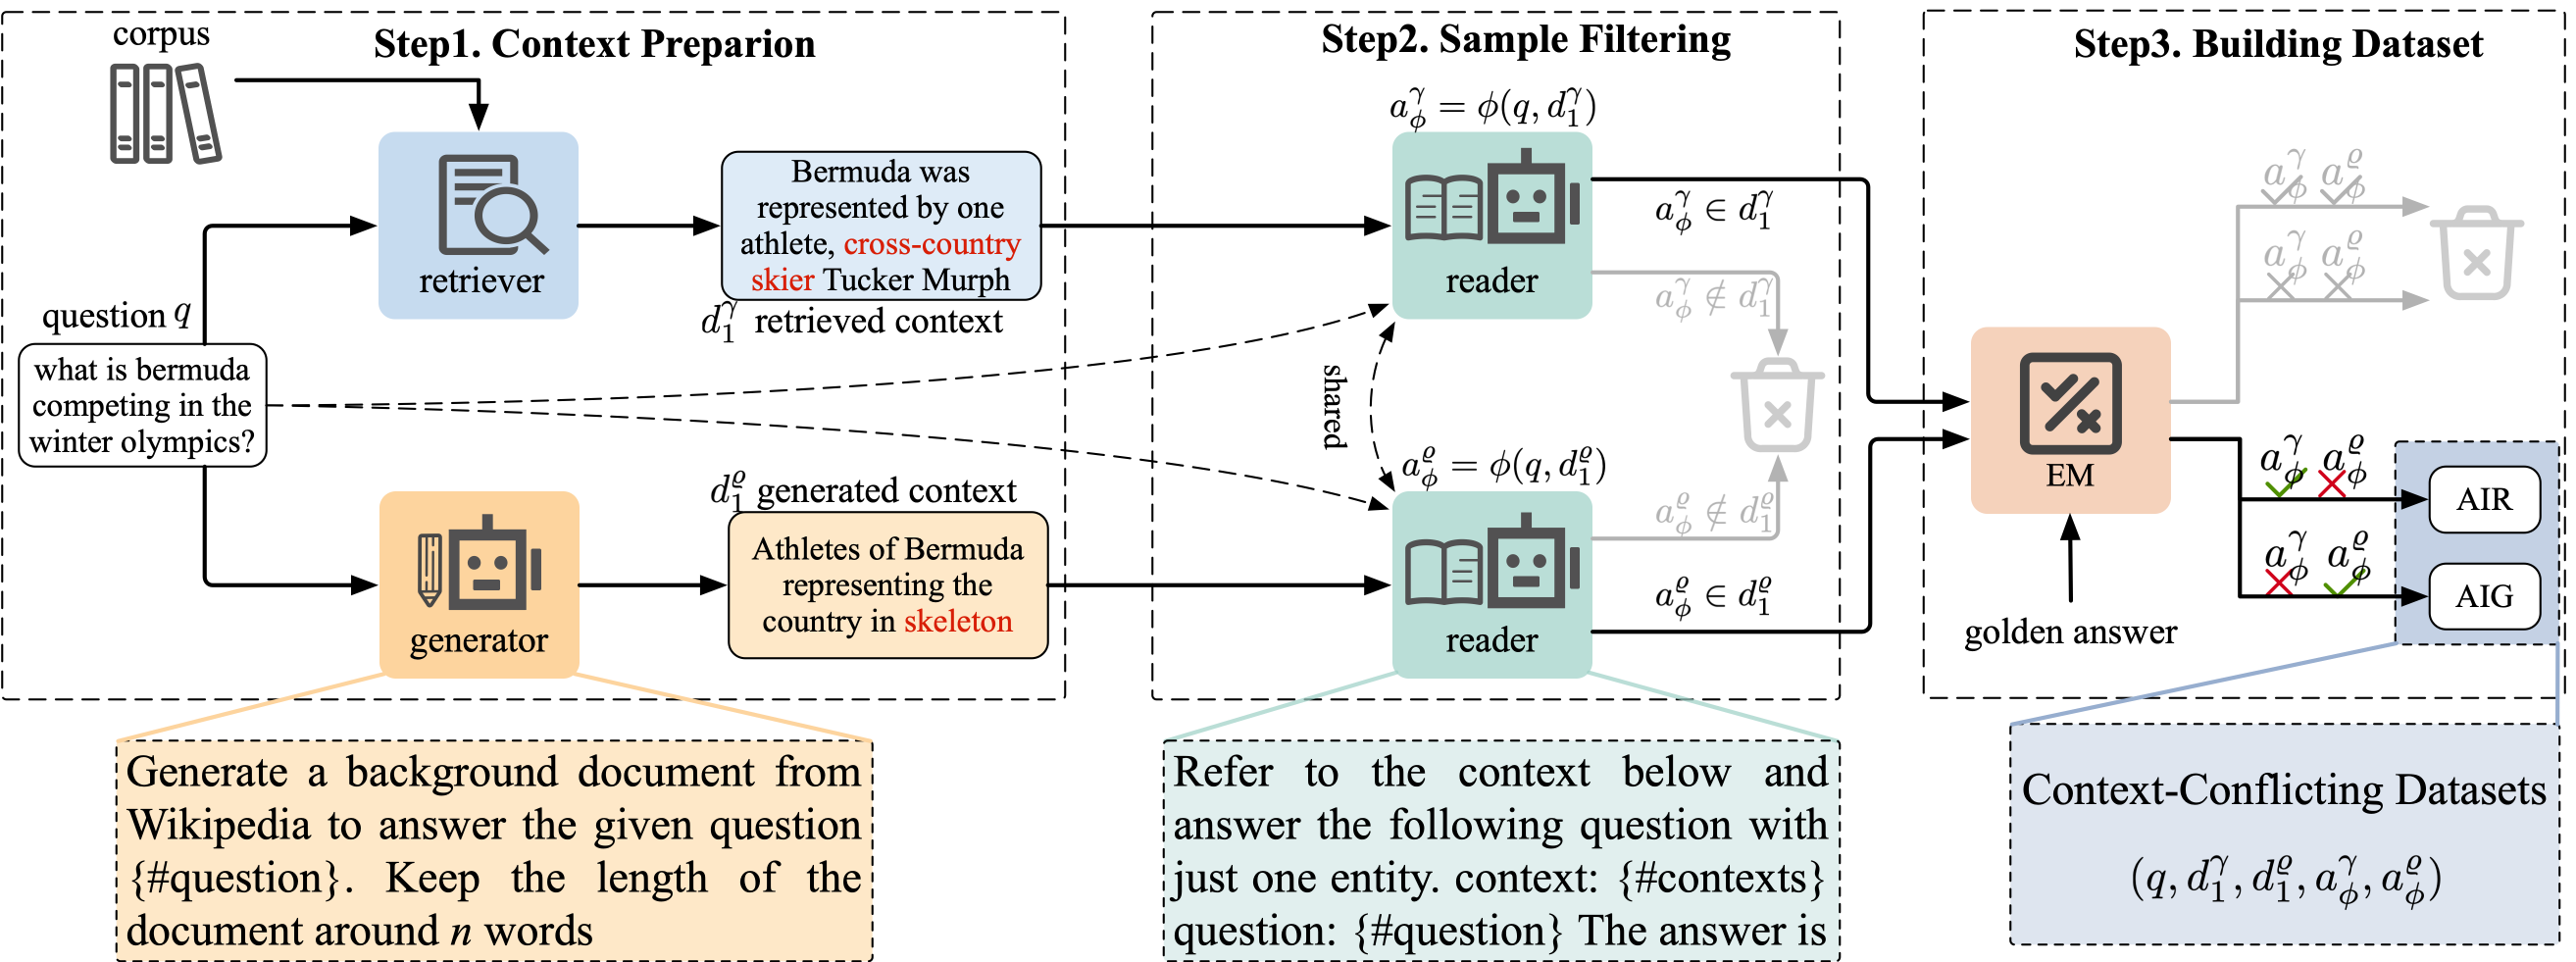 Step1. Context Preparion
corpus
retriever
Bermuda was
represented by one
athlete, cross-country
skier Tucker Murph
$d_1^{\gamma}$ retrieved context
question $q$
what is bermuda
competing in the
winter olympics?
$d_1^{\varrho}$ generated context
generator
Athletes of Bermuda
representing the
country in skeleton
Generate a background document from
Wikipedia to answer the given question
{#question}. Keep the length of the
document around n words
Step2. Sample Filtering
$a_\phi^{\gamma} = \phi(q, d_1^{\gamma})$
reader
$a_\phi^{\gamma} \in d_1^{\gamma}$
$a_\phi^{\gamma} \notin d_1^{\gamma}$
shared
$a_\phi^{\varrho} = \phi(q, d_1^{\varrho})$
reader
$a_\phi^{\varrho} \notin d_1^{\varrho}$
$a_\phi^{\varrho} \in d_1^{\varrho}$
Refer to the context below and
answer the following question with
just one entity. context: {#contexts}
question: {#question} The answer is
Step3. Building Dataset
$a_\phi^{\gamma}$ $a_\phi^{\varrho}$
$a_\phi^{\gamma}$ $a_\phi^{\varrho}$
EM
golden answer
$a_\phi^{\gamma}$ $a_\phi^{\varrho}$
AIR
$a_\phi^{\gamma}$ $a_\phi^{\varrho}$
AIG
Context-Conflicting Datasets
$(q, d_1^{\gamma}, d_1^{\varrho}, a_\phi^{\gamma}, a_\phi^{\varrho})$